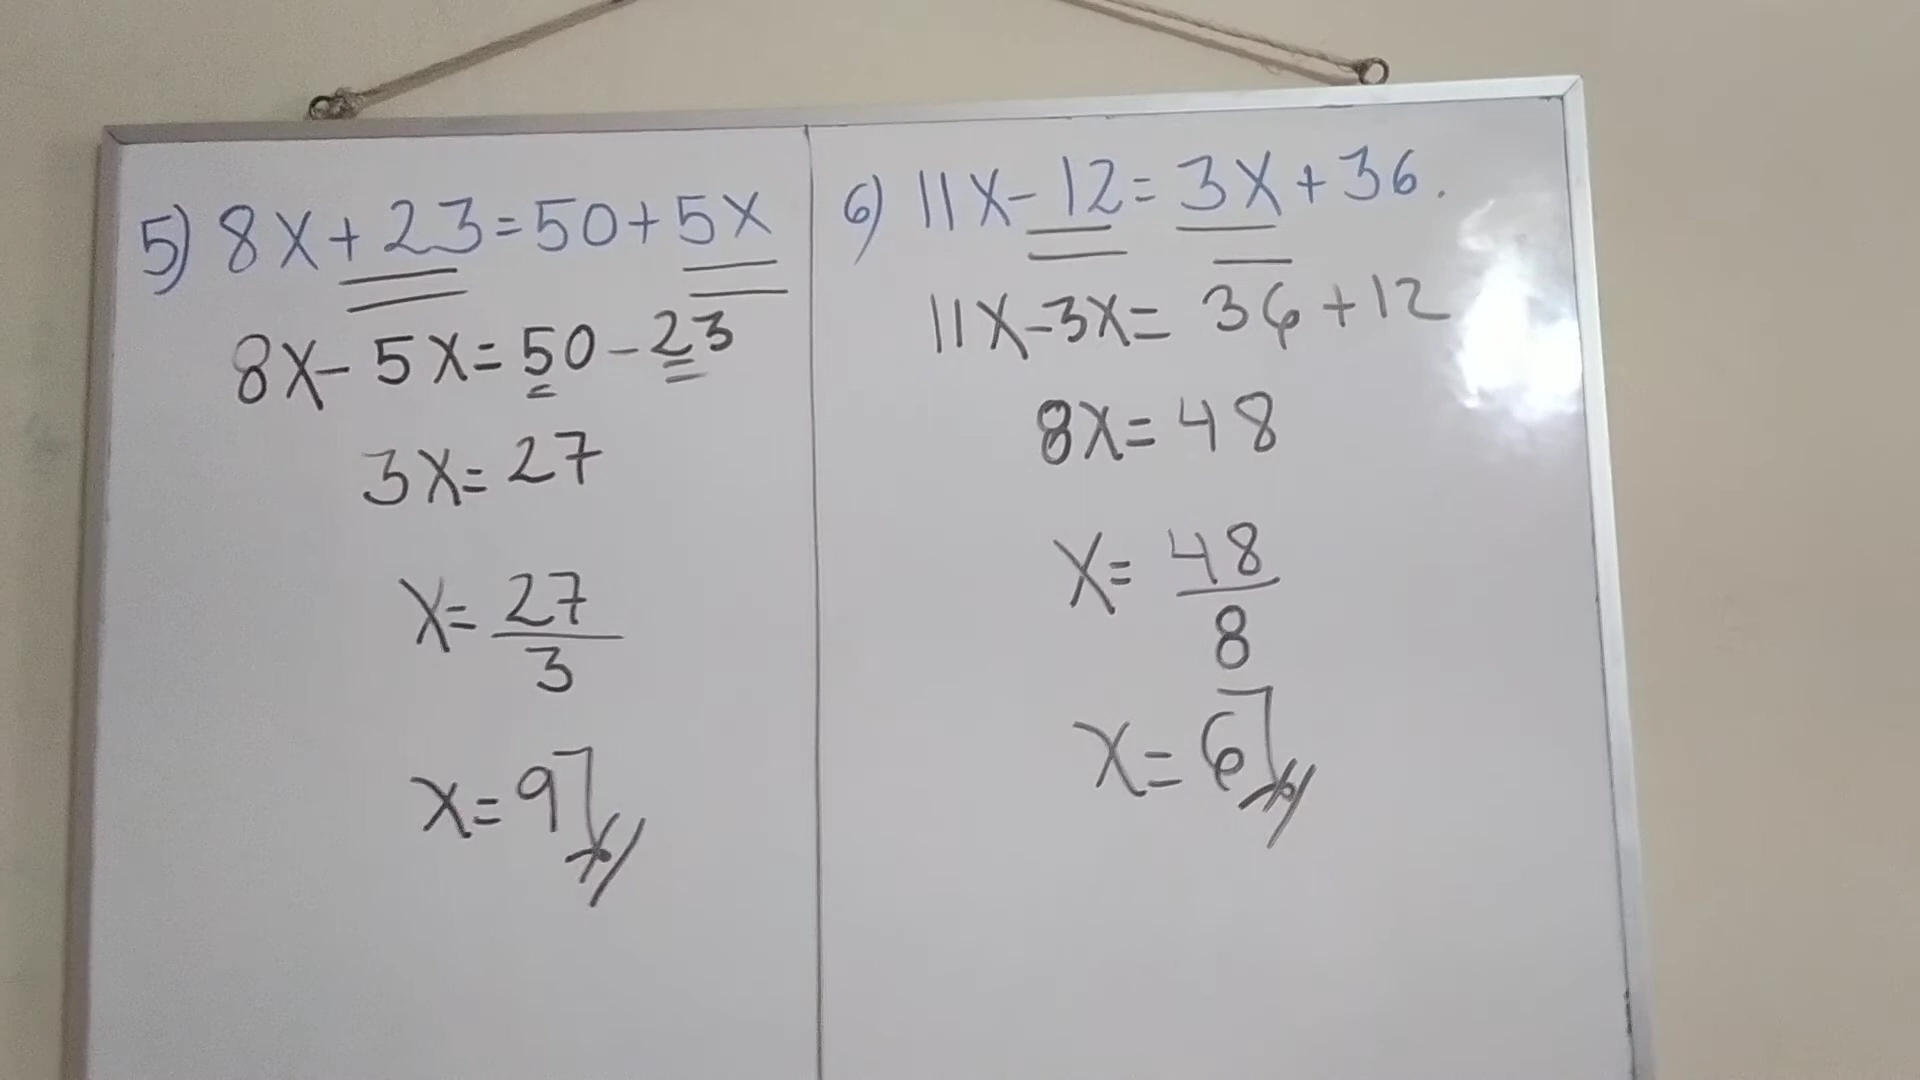 5) 8x + 23 = 50 + 5x
8x - 5x = 50 - 23
3x = 27
x = 27/3
x = 9
6) 11x - 12 = 3x + 36.
11x - 3x = 36 + 12
8x = 48
x = 48/8
x = 6